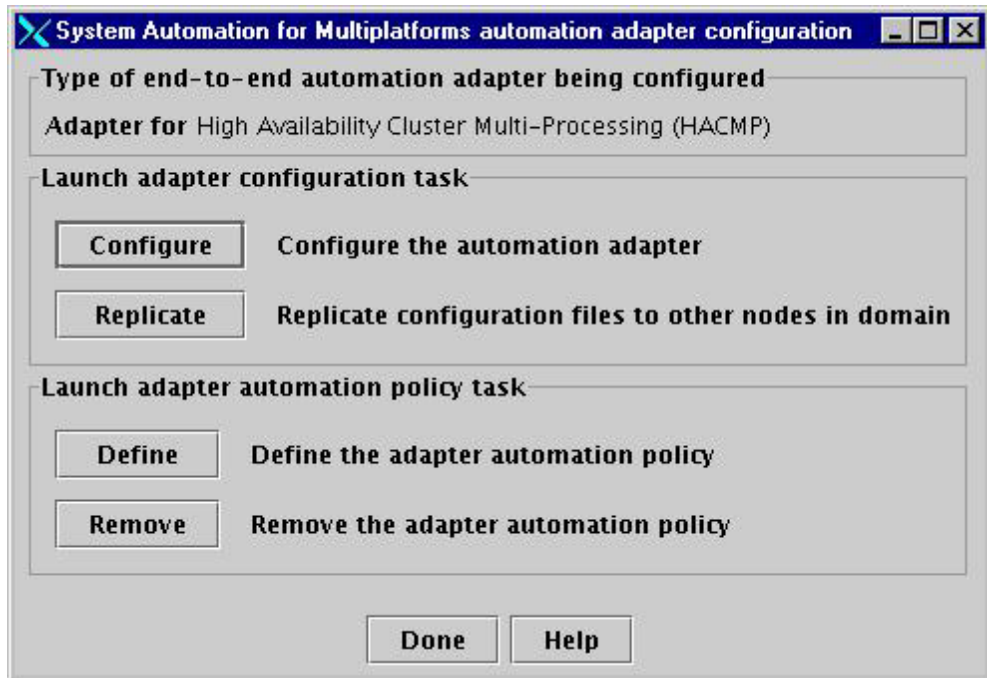 System Automation for Multiplatforms automation adapter configuration
Type of end-to-end automation adapter being configured
Adapter for High Availability Cluster Multi-Processing (HACMP)
Launch adapter configuration task
Configure Configure the automation adapter
Replicate Replicate configuration files to other nodes in domain
Launch adapter automation policy task
Define Define the adapter automation policy
Remove Remove the adapter automation policy
Done Help